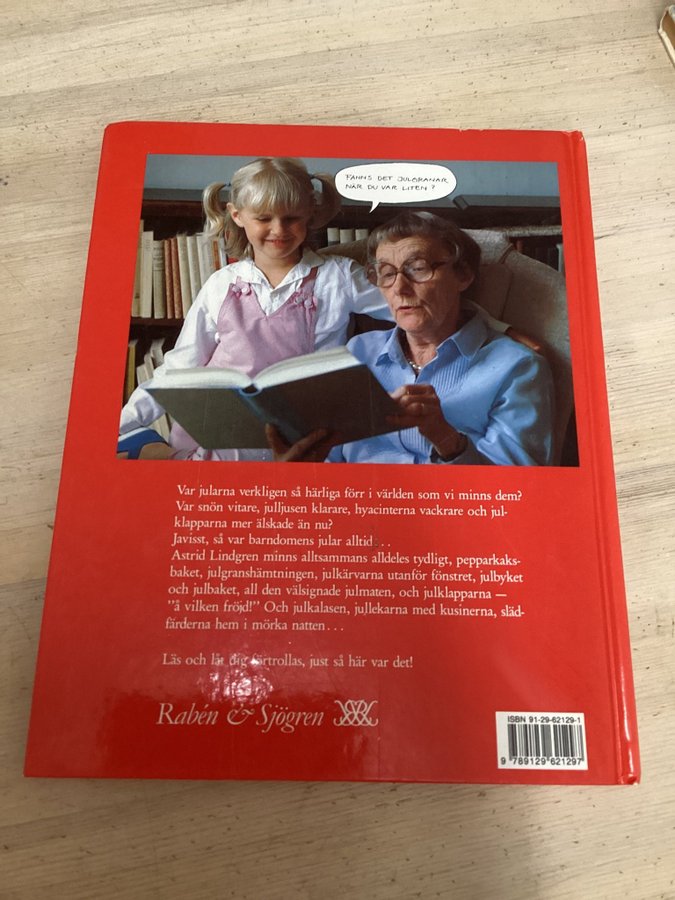 FANNS DET JULGRANAR
NÄR DU VAR LITEN?
Var jularna verkligen så härliga förr i världen som vi minns dem?
Var snön vitare, julljusen klarare, hyacinterna vackrare och jul-
klapparna mer älskade än nu?
Javisst, så var barndomens jular alltid . . .
Astrid Lindgren minns alltsammans alldeles tydligt, pepparkaks-
baket, julgranshämtningen, julkärvarna utanför fönstret, julbyket
och julbaket, all den välsignade julmaten, och julklapparna —
”å vilken fröjd!” Och julkalasen, jullekarna med kusinerna, släd-
färderna hem i mörka natten . . .
Läs och låt dig förtrollas, just så här var det!
Rabén & Sjögren
ISBN 91-29-62129-1
9 789129 621297